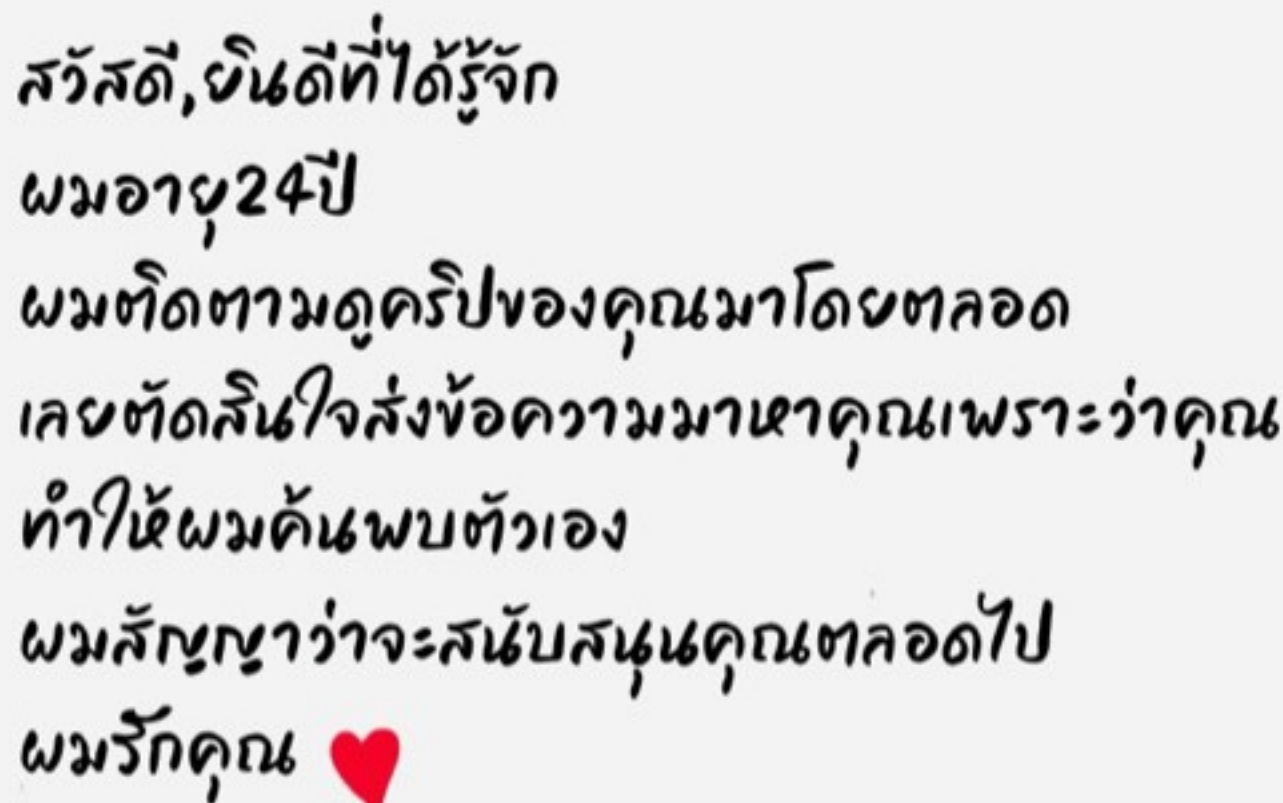 สวัสดี,ยินดีที่ได้รู้จัก
ผมอายุ24ปี
ผมติดตามดูคริปของคุณมาโดยตลอด
เลยตัดสินใจส่งข้อความมาหาคุณเพราะว่าคุณ
ทำให้ผมค้นพบตัวเอง
ผมสัญญาว่าจะสนับสนุนคุณตลอดไป
ผมรักคุณ